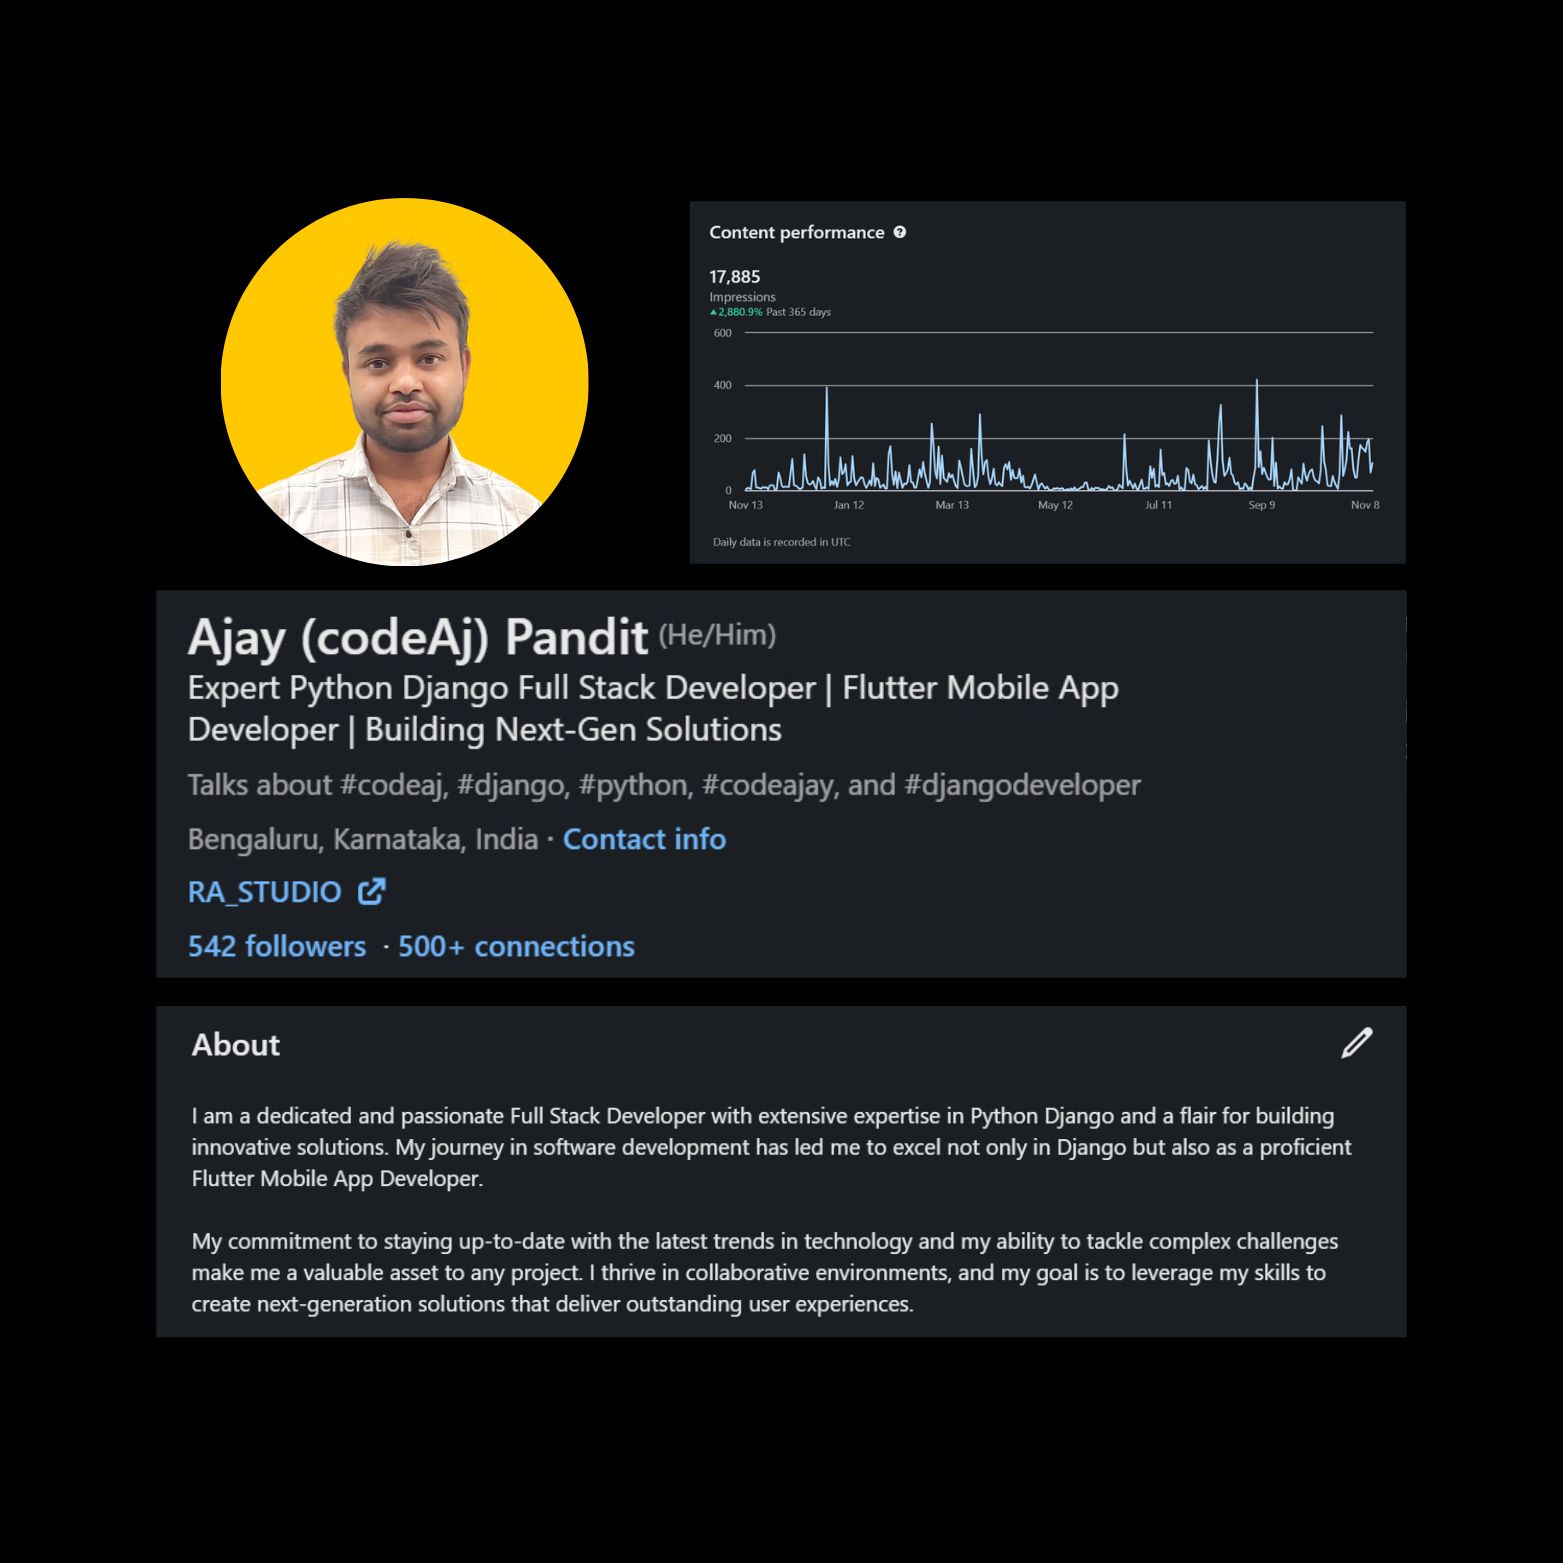 Content performance
17,885
Impressions
▲2,880.9% Past 365 days
600
400
200
0
Nov 13 Jan 12 Mar 13 May 12 Jul 11 Sep 9 Nov 8
Daily data is recorded in UTC
Ajay (codeAj) Pandit (He/Him)
Expert Python Django Full Stack Developer | Flutter Mobile App
Developer | Building Next-Gen Solutions
Talks about #codeaj, #django, #python, #codeajay, and #djangodeveloper
Bengaluru, Karnataka, India · Contact info
RA_STUDIO
542 followers · 500+ connections
About
I am a dedicated and passionate Full Stack Developer with extensive expertise in Python Django and a flair for building
innovative solutions. My journey in software development has led me to excel not only in Django but also as a proficient
Flutter Mobile App Developer.
My commitment to staying up-to-date with the latest trends in technology and my ability to tackle complex challenges
make me a valuable asset to any project. I thrive in collaborative environments, and my goal is to leverage my skills to
create next-generation solutions that deliver outstanding user experiences.